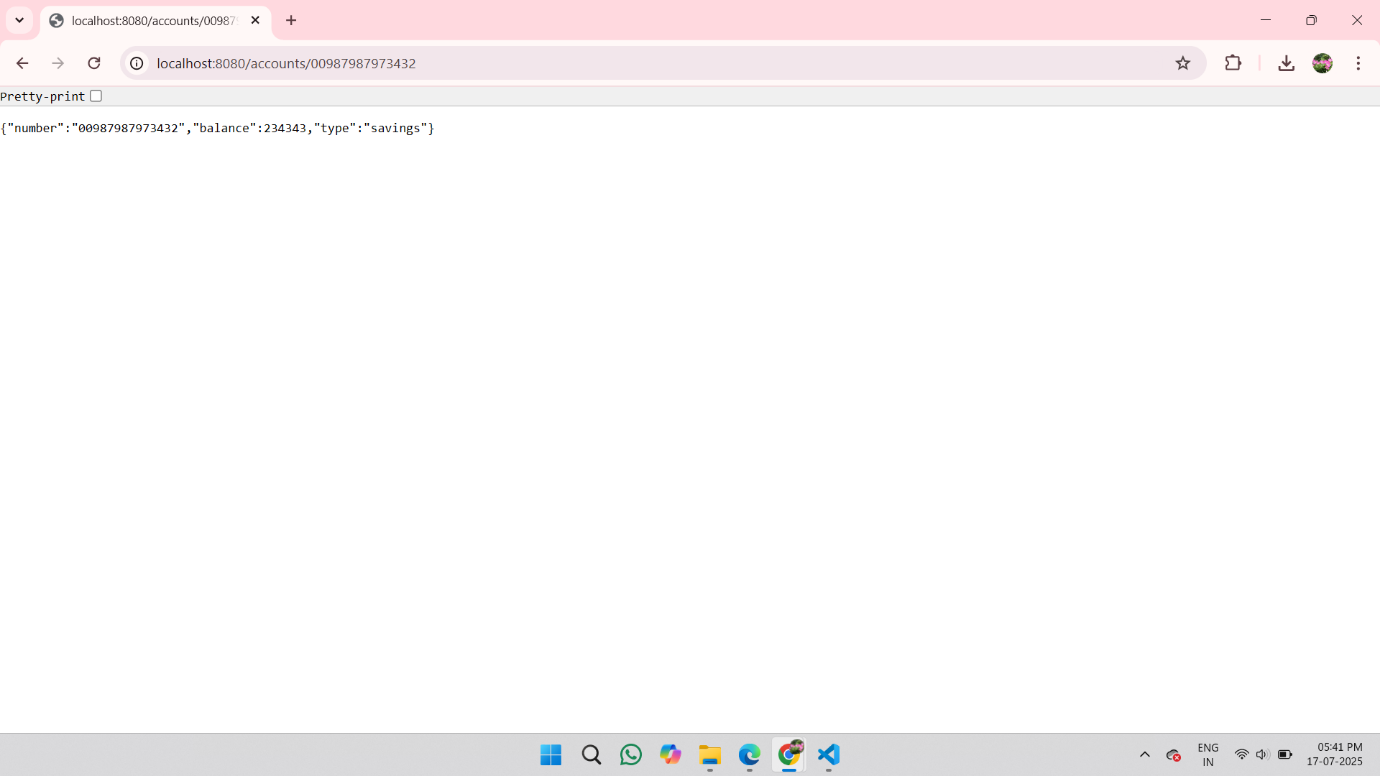 localhost:8080/accounts/00987
localhost:8080/accounts/00987987973432
Pretty-print
{"number":"00987987973432","balance":234343,"type":"savings"}
ENG
IN
05:41 PM
17-07-2025